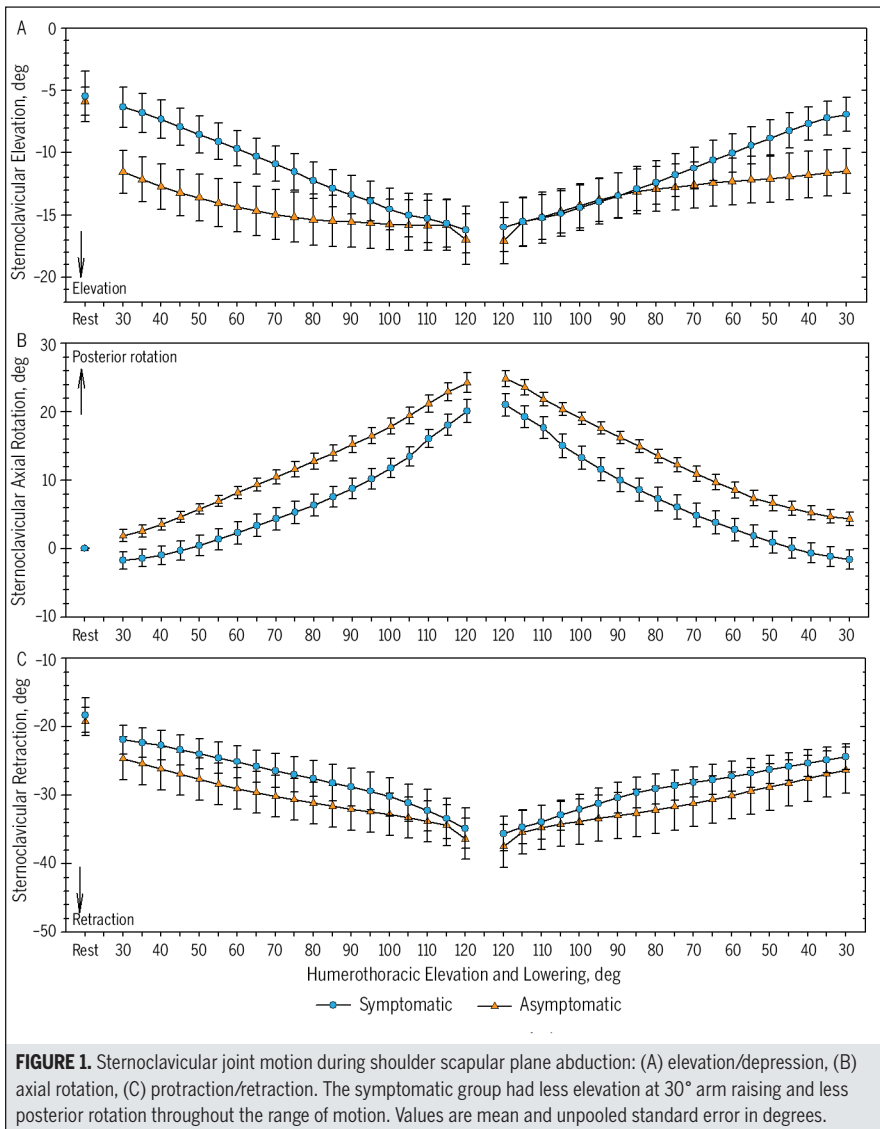 A
0
−5
−10
−15
−20
Sternoclavicular Elevation, deg
Elevation
Rest 30 40 50 60 70 80 90 100 110 120 120 110 100 90 80 70 60 50 40 30
B
30
20
10
0
−10
Sternoclavicular Axial Rotation, deg
Posterior rotation
Rest 30 40 50 60 70 80 90 100 110 120 120 110 100 90 80 70 60 50 40 30
C
−10
−20
−30
−40
−50
Sternoclavicular Retraction, deg
Retraction
Rest 30 40 50 60 70 80 90 100 110 120 120 110 100 90 80 70 60 50 40 30
Humerothoracic Elevation and Lowering, deg
Symptomatic Asymptomatic
FIGURE 1. Sternoclavicular joint motion during shoulder scapular plane abduction: (A) elevation/depression, (B)
axial rotation, (C) protraction/retraction. The symptomatic group had less elevation at 30° arm raising and less
posterior rotation throughout the range of motion. Values are mean and unpooled standard error in degrees.